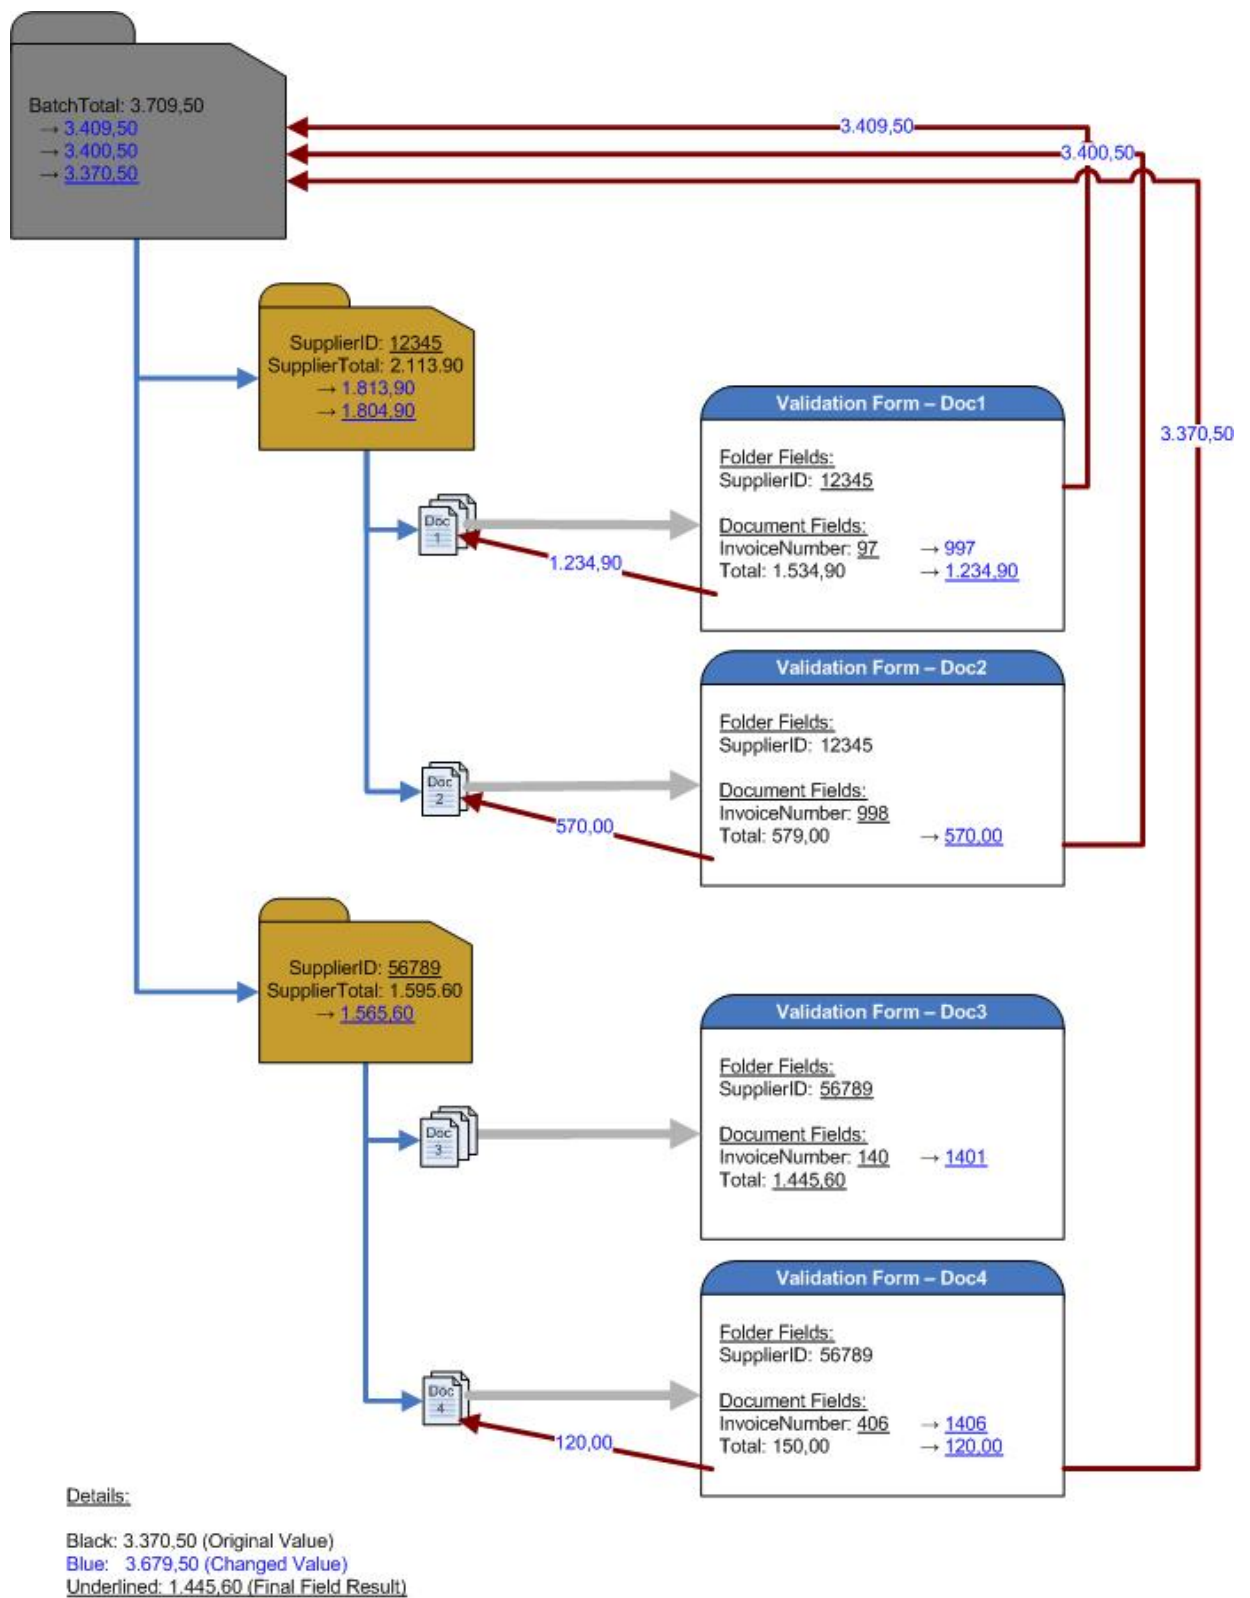 BatchTotal: 3.709,50
→ 3.409,50
→ 3.400,50
→ 3.370,50
3.409,50
3.400,50
3.370,50
SupplierID: 12345
SupplierTotal: 2.113.90
→ 1.813,90
→ 1.804,90
Validation Form – Doc1
Folder Fields:
SupplierID: 12345
Document Fields:
InvoiceNumber: 97 → 997
Total: 1.534,90 → 1.234,90
Doc
1
1.234,90
Validation Form – Doc2
Folder Fields:
SupplierID: 12345
Document Fields:
InvoiceNumber: 998
Total: 579,00 → 570,00
Doc
2
570,00
SupplierID: 56789
SupplierTotal: 1.595.60
→ 1.565,60
Validation Form – Doc3
Folder Fields:
SupplierID: 56789
Document Fields:
InvoiceNumber: 140 → 1401
Total: 1.445,60
Doc
3
Validation Form – Doc4
Folder Fields:
SupplierID: 56789
Document Fields:
InvoiceNumber: 406 → 1406
Total: 150,00 → 120,00
Doc
4
120,00
Details:
Black: 3.370,50 (Original Value)
Blue: 3.679,50 (Changed Value)
Underlined: 1.445,60 (Final Field Result)